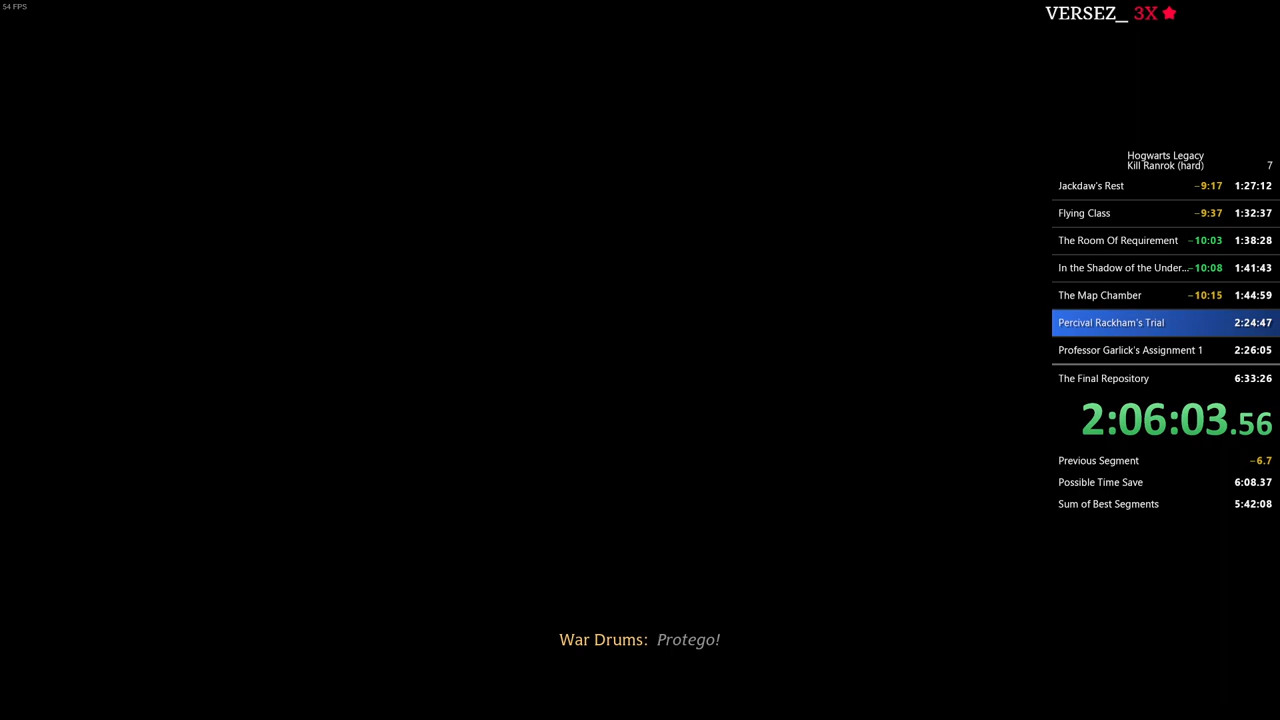 54 FPS
VERSEZ_ 3X
Hogwarts Legacy
Kill Ranrok (hard) 7
Jackdaw's Rest -9:17 1:27:12
Flying Class -9:37 1:32:37
The Room Of Requirement -10:03 1:38:28
In the Shadow of the Under... -10:08 1:41:43
The Map Chamber -10:15 1:44:59
Percival Rackham's Trial 2:24:47
Professor Garlick's Assignment 1 2:26:05
The Final Repository 6:33:26
2:06:03.56
Previous Segment -6.7
Possible Time Save 6:08.37
Sum of Best Segments 5:42:08
War Drums: Protego!